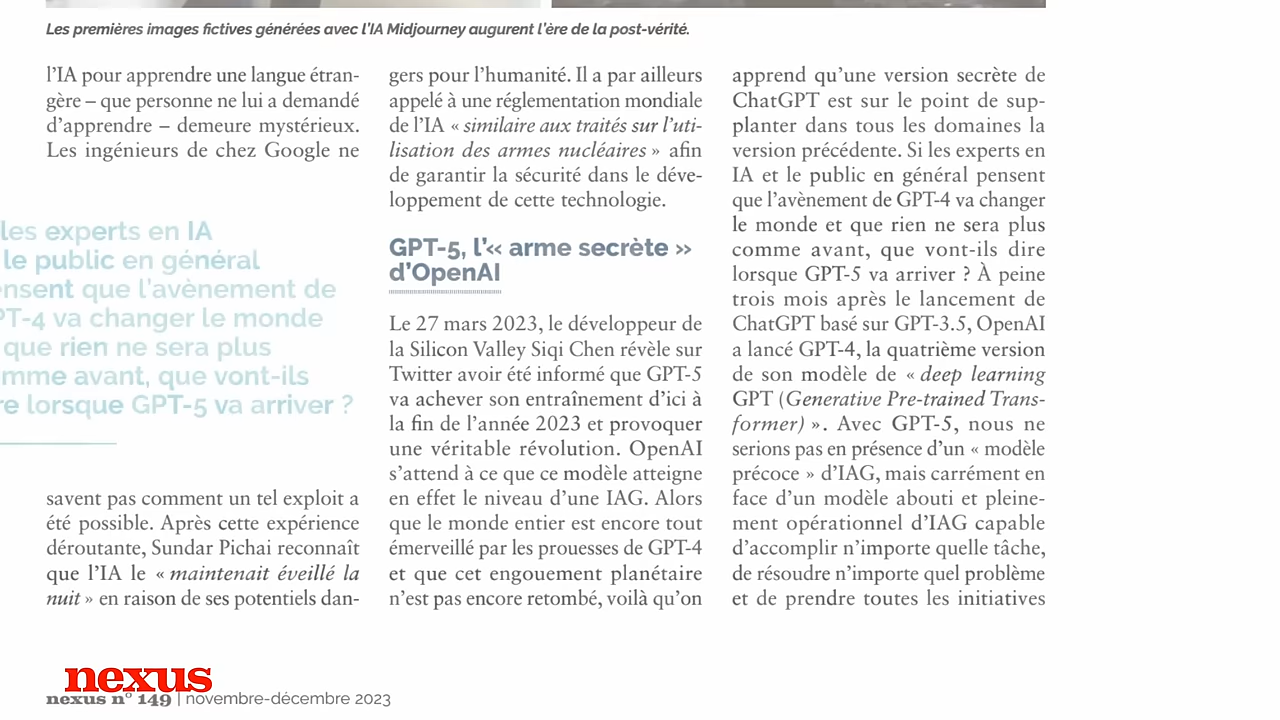 Les premières images fictives générées avec l'IA Midjourney augurent l'ère de la post-vérité.
l'IA pour apprendre une langue étran-
gère – que personne ne lui a demandé
d'apprendre – demeure mystérieux.
Les ingénieurs de chez Google ne
les experts en IA
le public en général
nsent que l'avènement de
PT-4 va changer le monde
que rien ne sera plus
mme avant, que vont-ils
re lorsque GPT-5 va arriver ?
savent pas comment un tel exploit a
été possible. Après cette expérience
déroutante, Sundar Pichai reconnaît
que l'IA le « maintenait éveillé la
nuit » en raison de ses potentiels dan-
gers pour l'humanité. Il a par ailleurs
appelé à une réglementation mondiale
de l'IA « similaire aux traités sur l'uti-
lisation des armes nucléaires » afin
de garantir la sécurité dans le déve-
loppement de cette technologie.
GPT-5, l'« arme secrète »
d'OpenAI
Le 27 mars 2023, le développeur de
la Silicon Valley Siqi Chen révèle sur
Twitter avoir été informé que GPT-5
va achever son entraînement d'ici à
la fin de l'année 2023 et provoquer
une véritable révolution. OpenAI
s'attend à ce que ce modèle atteigne
en effet le niveau d'une IAG. Alors
que le monde entier est encore tout
émerveillé par les prouesses de GPT-4
et que cet engouement planétaire
n'est pas encore retombé, voilà qu'on
apprend qu'une version secrète de
ChatGPT est sur le point de sup-
planter dans tous les domaines la
version précédente. Si les experts en
IA et le public en général pensent
que l'avènement de GPT-4 va changer
le monde et que rien ne sera plus
comme avant, que vont-ils dire
lorsque GPT-5 va arriver ? À peine
trois mois après le lancement de
ChatGPT basé sur GPT-3.5, OpenAI
a lancé GPT-4, la quatrième version
de son modèle de « deep learning
GPT (Generative Pre-trained Trans-
former) ». Avec GPT-5, nous ne
serions pas en présence d'un « modèle
précoce » d'IAG, mais carrément en
face d'un modèle abouti et pleine-
ment opérationnel d'IAG capable
d'accomplir n'importe quelle tâche,
de résoudre n'importe quel problème
et de prendre toutes les initiatives
nexus
nexus n° 149 | novembre-décembre 2023